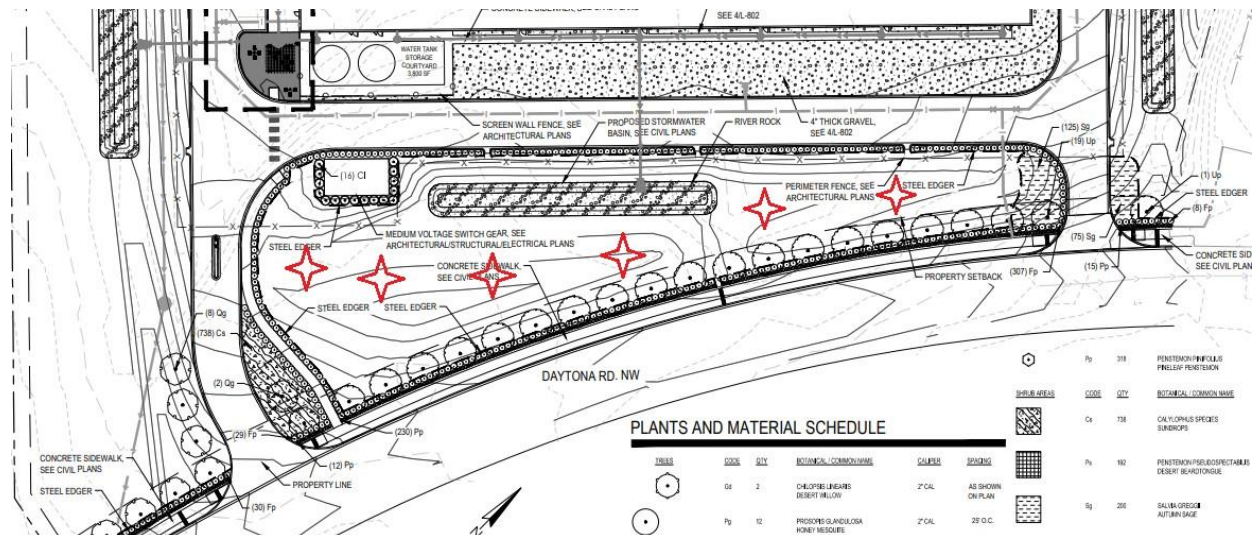 SEE 4/L-802
WATER TANK
STORAGE
COURTYARD
3,800 SF
SCREEN WALL FENCE, SEE
ARCHITECTURAL PLANS
PROPOSED STORMWATER
BASIN, SEE CIVIL PLANS
RIVER ROCK
4" THICK GRAVEL,
SEE 4/L-802
(125) Sg
(19) Up
(1) Up
STEEL EDGER
(8) Fp
(16) CI
PERIMETER FENCE, SEE
ARCHITECTURAL PLANS
STEEL EDGER
MEDIUM VOLTAGE SWITCH GEAR, SEE
ARCHITECTURAL/STRUCTURAL/ELECTRICAL PLANS
STEEL EDGER
(75) Sg
CONCRETE SIDEWALK,
SEE CIVIL PLANS
PROPERTY SETBACK
(307) Fp
(15) Pp
CONCRETE SID
SEE CIVIL PLAN
STEEL EDGER
STEEL EDGER
(8) Qg
(738) Cs
(2) Qg
DAYTONA RD. NW
(29) Fp
(230) Pp
(12) Pp
CONCRETE SIDEWALK,
SEE CIVIL PLANS
PROPERTY LINE
STEEL EDGER
(30) Fp
PLANTS AND MATERIAL SCHEDULE
TREES CODE QTY BOTANICAL / COMMON NAME CALIPER SPACING
Gd 2 CHILOPSIS LINEARIS 2" CAL AS SHOWN
DESERT WILLOW ON PLAN
Pg 12 PROSOPIS GLANDULOSA 2" CAL 25' O.C.
HONEY MESQUITE
Pp 318 PENSTEMON PINIFOLIUS
PINELEAF PENSTEMON
SHRUB AREAS CODE QTY BOTANICAL / COMMON NAME
Cs 738 CALYLOPHUS SPECIES
SUNDROPS
Ps 192 PENSTEMON PSEUDOSPECTABILIS
DESERT BEARDTONGUE
Sg 200 SALVIA GREGGII
AUTUMN SAGE